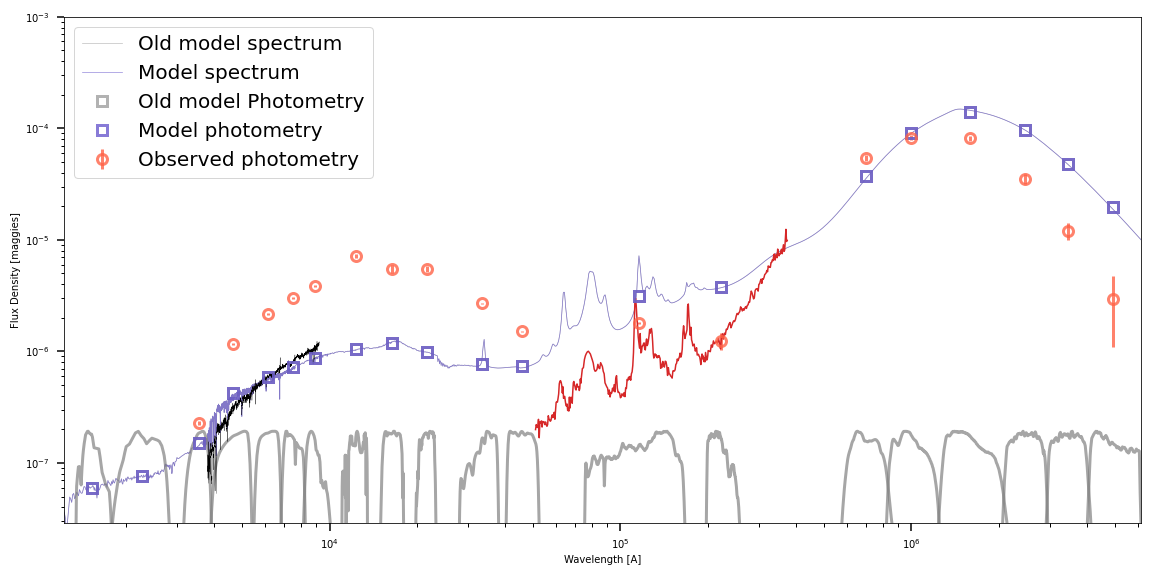 Old model spectrum
Model spectrum
Old model Photometry
Model photometry
Observed photometry
10⁻³
10⁻⁴
10⁻⁵
10⁻⁶
10⁻⁷
Flux Density [maggies]
10⁴
10⁵
10⁶
Wavelength [A]